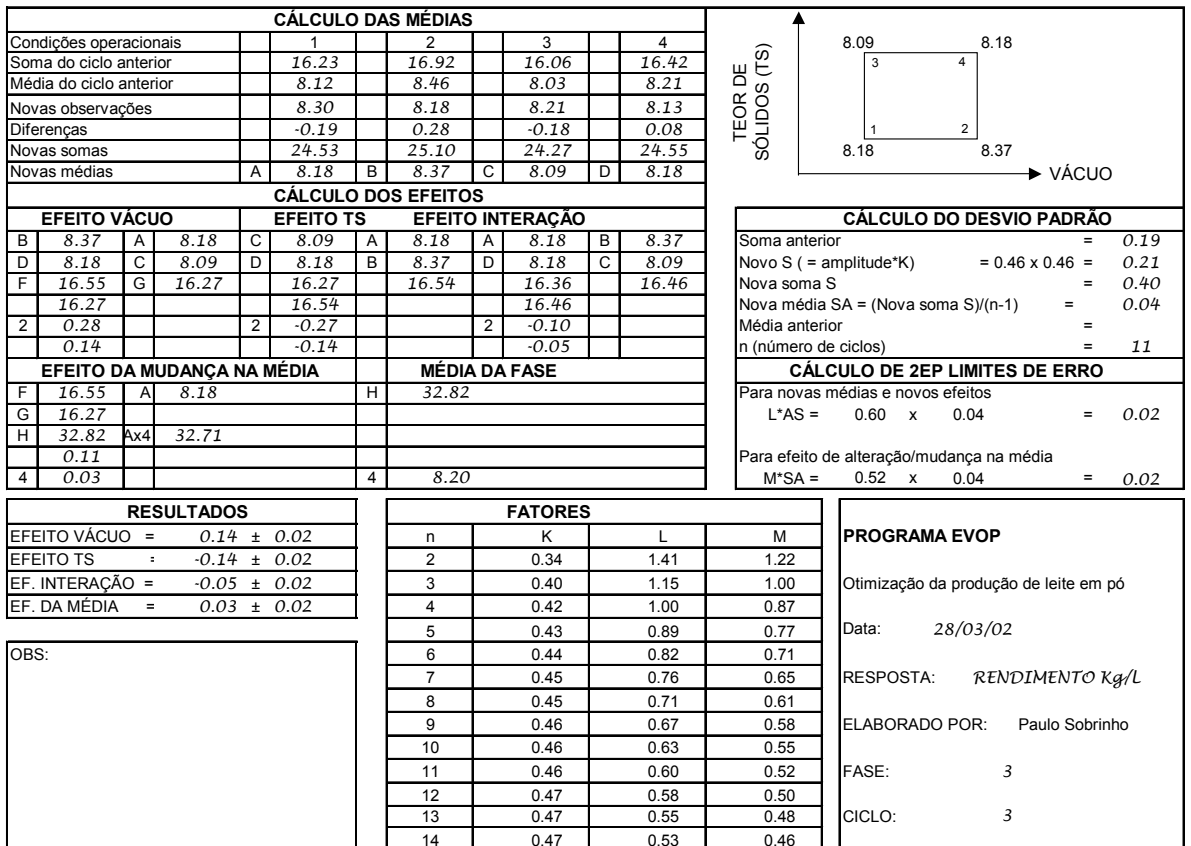 CÁLCULO DAS MÉDIAS
Condições operacionais 1 2 3 4
Soma do ciclo anterior 16.23 16.92 16.06 16.42
Média do ciclo anterior 8.12 8.46 8.03 8.21
Novas observações 8.30 8.18 8.21 8.13
Diferenças -0.19 0.28 -0.18 0.08
Novas somas 24.53 25.10 24.27 24.55
Novas médias A 8.18 B 8.37 C 8.09 D 8.18
CÁLCULO DOS EFEITOS
EFEITO VÁCUO EFEITO TS EFEITO INTERAÇÃO
B 8.37 A 8.18 C 8.09 A 8.18 A 8.18 B 8.37
D 8.18 C 8.09 D 8.18 B 8.37 D 8.18 C 8.09
F 16.55 G 16.27 16.27 16.54 16.36 16.46
16.27 16.54 16.46
2 0.28 2 -0.27 2 -0.10
0.14 -0.14 -0.05
EFEITO DA MUDANÇA NA MÉDIA MÉDIA DA FASE
F 16.55 A 8.18 H 32.82
G 16.27
H 32.82 Ax4 32.71
0.11
4 0.03 4 8.20
TEOR DE
SÓLIDOS (TS)
8.09 8.18
3 4
1 2
8.18 8.37
VÁCUO
CÁLCULO DO DESVIO PADRÃO
Soma anterior = 0.19
Novo S ( = amplitude*K) = 0.46 x 0.46 = 0.21
Nova soma S = 0.40
Nova média SA = (Nova soma S)/(n-1) = 0.04
Média anterior =
n (número de ciclos) = 11
CÁLCULO DE 2EP LIMITES DE ERRO
Para novas médias e novos efeitos
L*AS = 0.60 x 0.04 = 0.02
Para efeito de alteração/mudança na média
M*SA = 0.52 x 0.04 = 0.02
RESULTADOS
EFEITO VÁCUO = 0.14 ± 0.02
EFEITO TS = -0.14 ± 0.02
EF. INTERAÇÃO = -0.05 ± 0.02
EF. DA MÉDIA = 0.03 ± 0.02
OBS:
FATORES
n K L M
2 0.34 1.41 1.22
3 0.40 1.15 1.00
4 0.42 1.00 0.87
5 0.43 0.89 0.77
6 0.44 0.82 0.71
7 0.45 0.76 0.65
8 0.45 0.71 0.61
9 0.46 0.67 0.58
10 0.46 0.63 0.55
11 0.46 0.60 0.52
12 0.47 0.58 0.50
13 0.47 0.55 0.48
14 0.47 0.53 0.46
PROGRAMA EVOP
Otimização da produção de leite em pó
Data: 28/03/02
RESPOSTA: RENDIMENTO Kg/L
ELABORADO POR: Paulo Sobrinho
FASE: 3
CICLO: 3